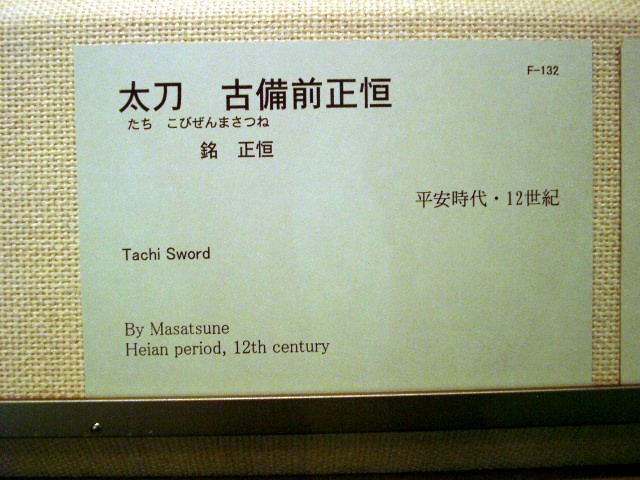 F-132
太刀　古備前正恒
たち　こびぜんまさつね
銘　正恒
平安時代・12世紀
Tachi Sword
By Masatsune
Heian period, 12th century